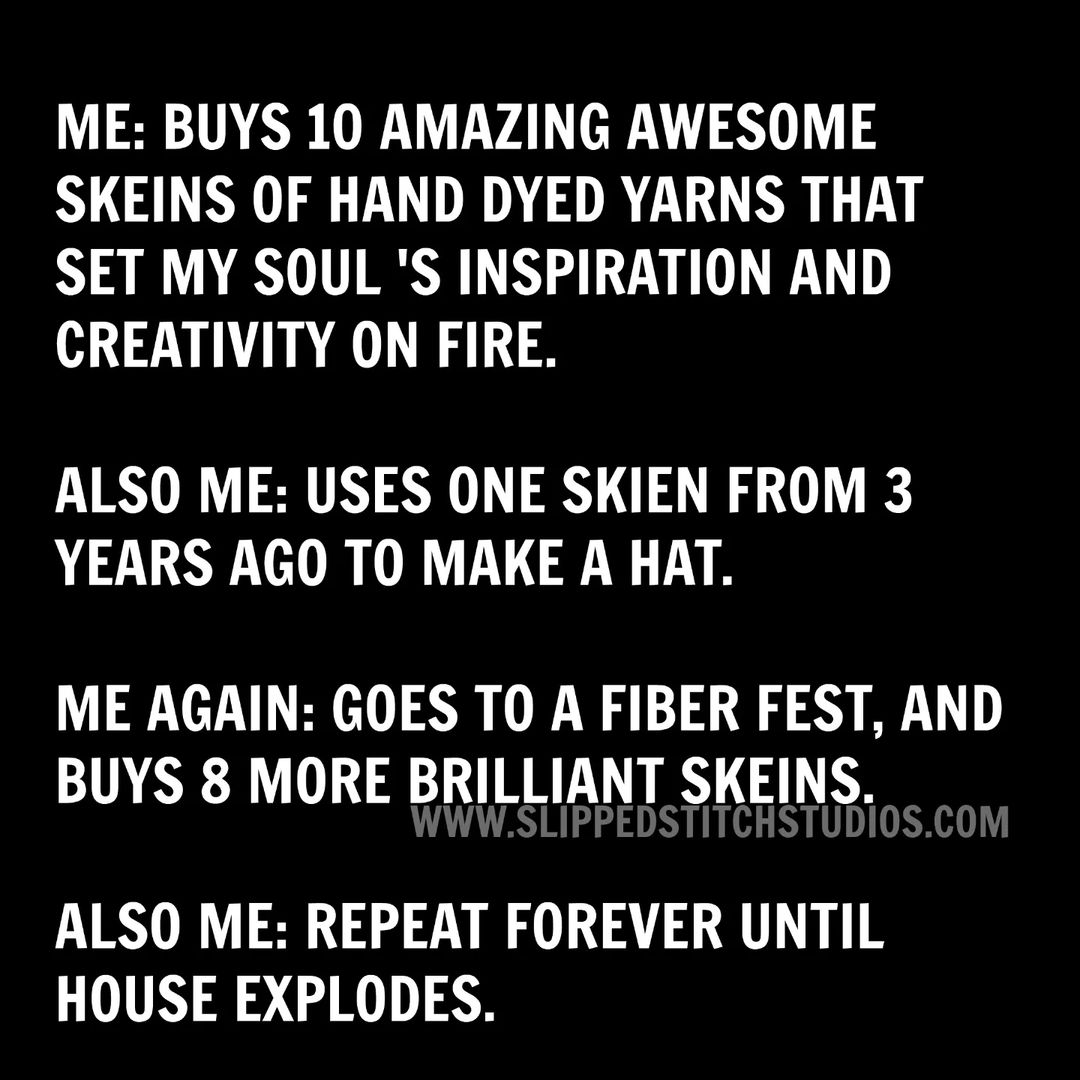 ME: BUYS 10 AMAZING AWESOME
SKEINS OF HAND DYED YARNS THAT
SET MY SOUL 'S INSPIRATION AND
CREATIVITY ON FIRE.
ALSO ME: USES ONE SKIEN FROM 3
YEARS AGO TO MAKE A HAT.
ME AGAIN: GOES TO A FIBER FEST, AND
BUYS 8 MORE BRILLIANT SKEINS.
WWW.SLIPPEDSTITCHSTUDIOS.COM
ALSO ME: REPEAT FOREVER UNTIL
HOUSE EXPLODES.